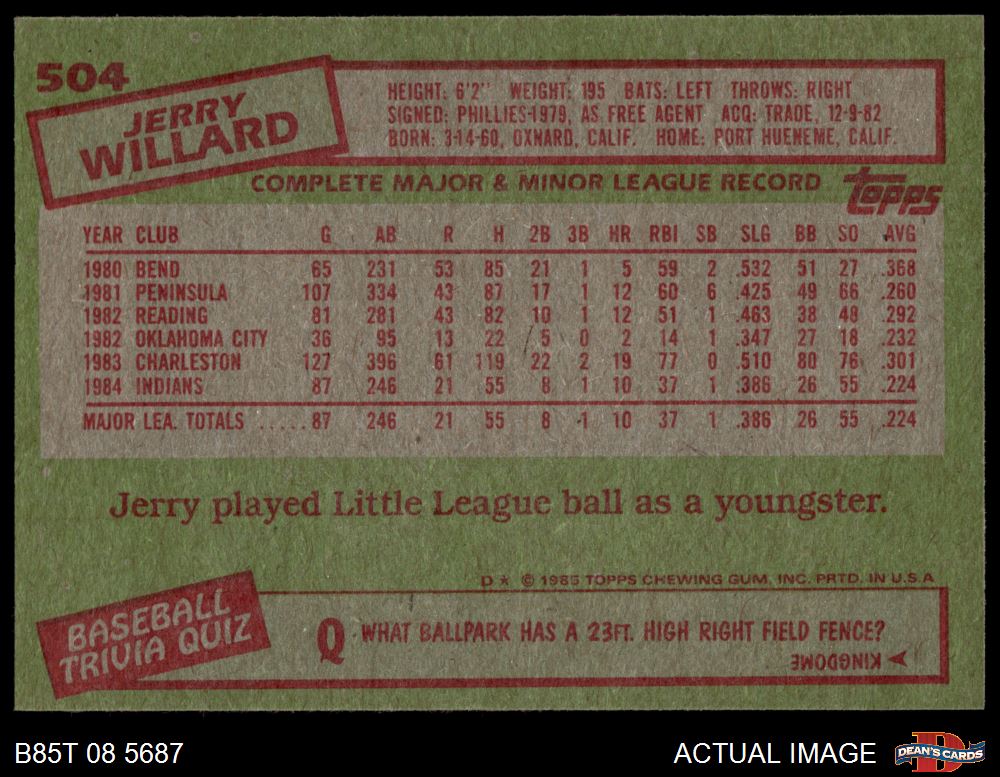 504
JERRY
WILLARD
HEIGHT: 6'2" WEIGHT: 195 BATS: LEFT THROWS: RIGHT
SIGNED: PHILLIES-1979, AS FREE AGENT ACQ: TRADE, 12-9-82
BORN: 3-14-60, OXNARD, CALIF. HOME: PORT HUENEME, CALIF.
COMPLETE MAJOR & MINOR LEAGUE RECORD
topps
YEAR CLUB G AB R H 2B 3B HR RBI SB SLG BB SO AVG
1980 BEND 65 231 53 85 21 1 5 59 2 .532 51 27 .368
1981 PENINSULA 107 334 43 87 17 1 12 60 6 .425 49 66 .260
1982 READING 81 281 43 82 10 1 12 51 1 .463 38 48 .292
1982 OKLAHOMA CITY 36 95 13 22 5 0 2 14 1 .347 27 18 .232
1983 CHARLESTON 127 396 61 119 22 2 19 77 0 .510 80 76 .301
1984 INDIANS 87 246 21 55 8 1 10 37 1 .386 26 55 .224
MAJOR LEA. TOTALS .....87 246 21 55 8 1 10 37 1 .386 26 55 .224
Jerry played Little League ball as a youngster.
D * © 1985 TOPPS CHEWING GUM, INC. PRTD. IN U.S.A.
BASEBALL
TRIVIA QUIZ
Q WHAT BALLPARK HAS A 23FT. HIGH RIGHT FIELD FENCE?
KINGDOME
B85T 08 5687
ACTUAL IMAGE
D
DEAN'S CARDS